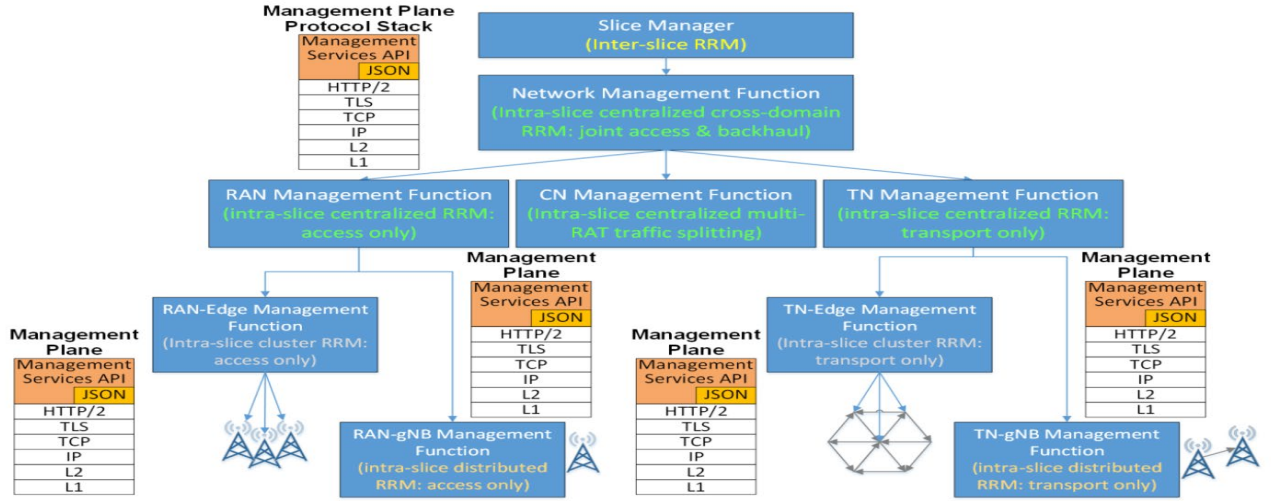 Management Plane
Protocol Stack
Management
Services API
JSON
HTTP/2
TLS
TCP
IP
L2
L1
Slice Manager
(Inter-slice RRM)
Network Management Function
(Intra-slice centralized cross-domain
RRM: joint access & backhaul)
RAN Management Function
(intra-slice centralized RRM:
access only)
CN Management Function
(Intra-slice centralized multi-
RAT traffic splitting)
TN Management Function
(intra-slice centralized RRM:
transport only)
Management
Plane
Management
Services API
JSON
HTTP/2
TLS
TCP
IP
L2
L1
RAN-Edge Management
Function
(Intra-slice cluster RRM:
access only)
Management
Plane
Management
Services API
JSON
HTTP/2
TLS
TCP
IP
L2
L1
RAN-gNB Management
Function
(intra-slice distributed
RRM: access only)
Management
Plane
Management
Services API
JSON
HTTP/2
TLS
TCP
IP
L2
L1
TN-Edge Management
Function
(Intra-slice cluster RRM:
transport only)
Management
Plane
Management
Services API
JSON
HTTP/2
TLS
TCP
IP
L2
L1
TN-gNB Management
Function
(intra-slice distributed
RRM: transport only)